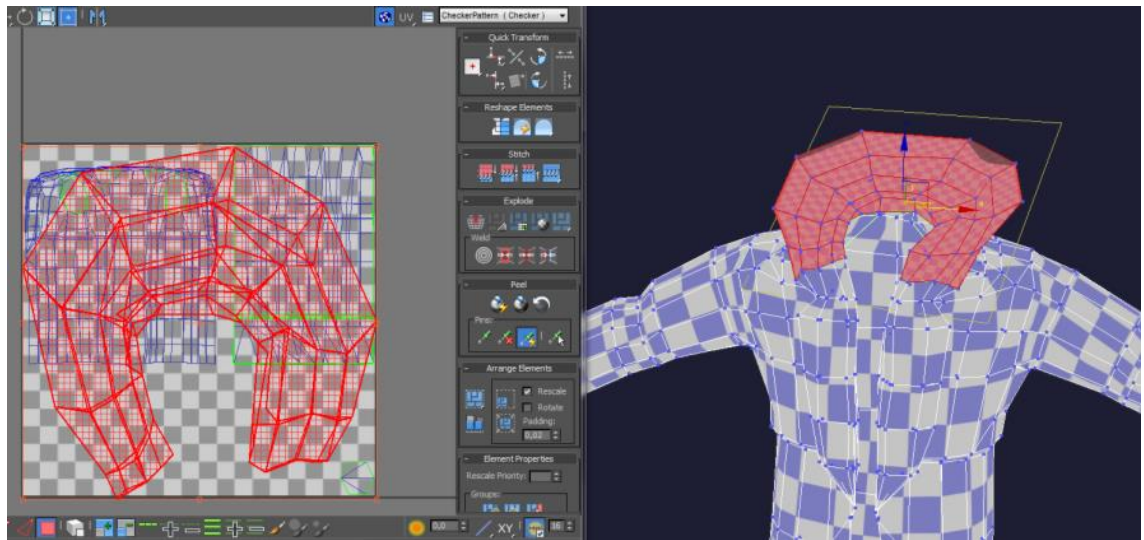 UV
CheckerPattern ( Checker )
Quick Transform
Reshape Elements
Stitch
Explode
Weld
Peel
Pins:
Arrange Elements
Rescale
Rotate
Padding:
0,02
Element Properties
Rescale Priority:
Groups:
0,0
XY
16